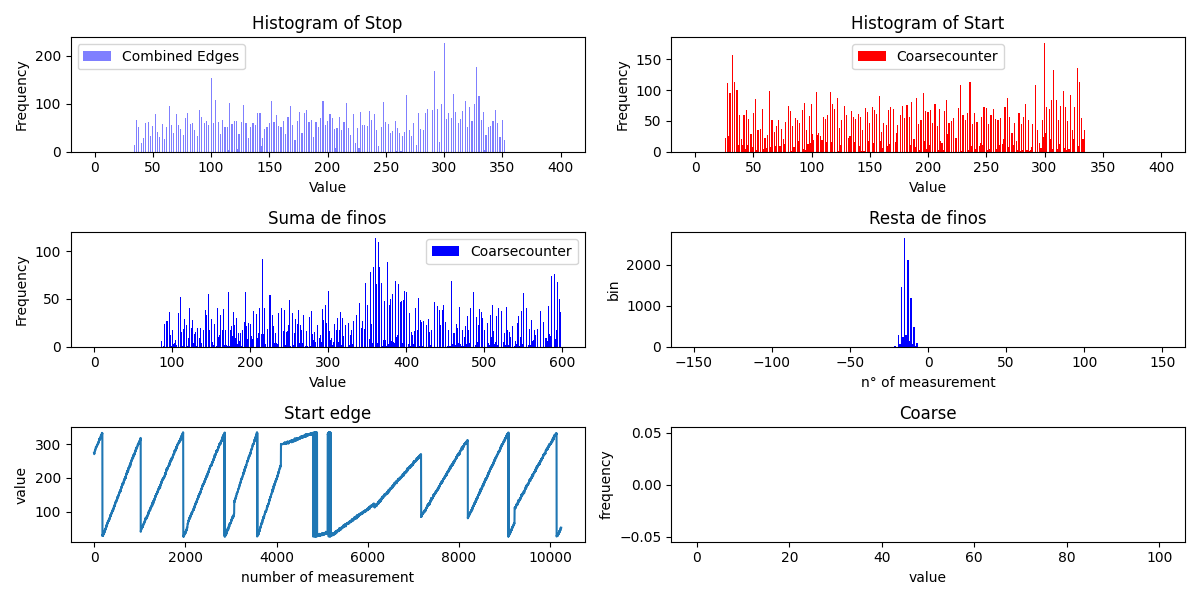 Histogram of Stop
Frequency
200
100
0
Combined Edges
0 50 100 150 200 250 300 350 400
Value
Histogram of Start
Frequency
150
100
50
0
Coarsecounter
0 50 100 150 200 250 300 350 400
Value
Suma de finos
Frequency
100
50
0
Coarsecounter
0 100 200 300 400 500 600
Value
Resta de finos
bin
2000
1000
0
−150 −100 −50 0 50 100 150
n° of measurement
Start edge
value
300
200
100
0 2000 4000 6000 8000 10000
number of measurement
Coarse
frequency
0.05
0.00
−0.05
0 20 40 60 80 100
value